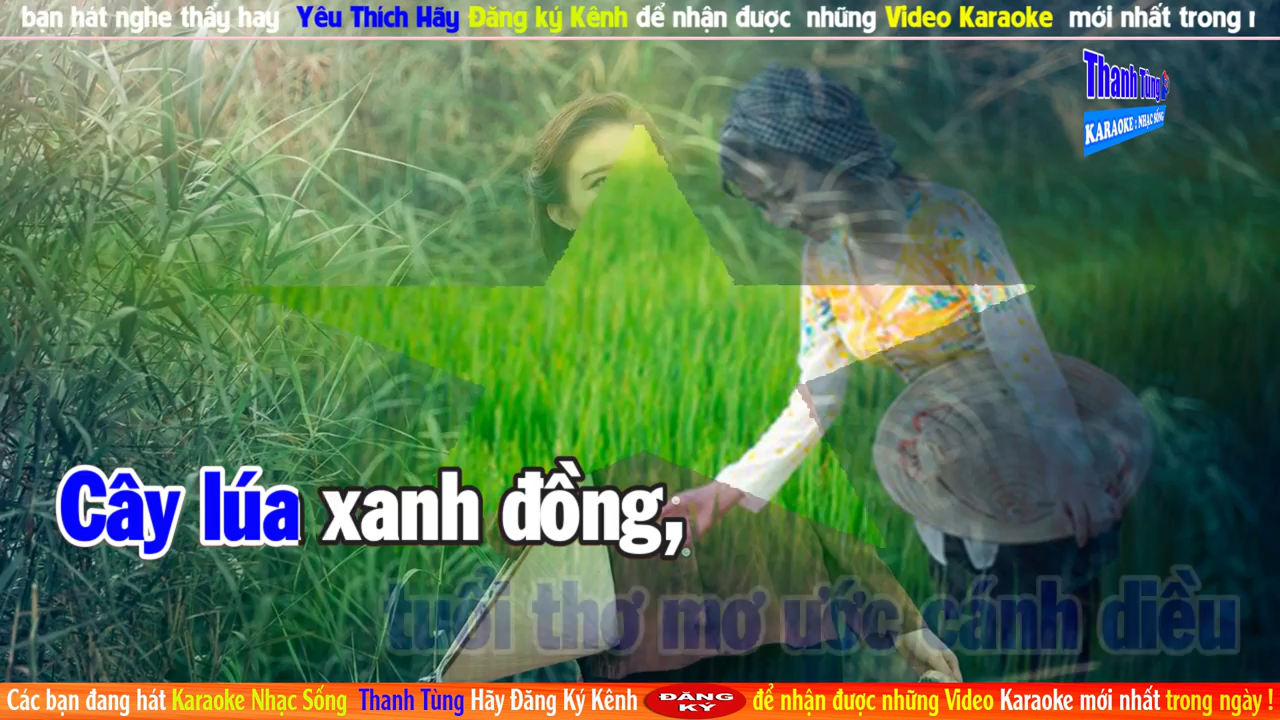 bạn hát nghe thấy hay Yêu Thích Hãy Đăng ký Kênh để nhận được những Video Karaoke mới nhất trong
Thanh Tùng
KARAOKE : NHẠC SỐNG
Cây lúa xanh đồng,
tuổi thơ mơ ước cánh diều
Các bạn đang hát Karaoke Nhạc Sống Thanh Tùng Hãy Đăng Ký Kênh ĐĂNG KÝ để nhận được những Video Karaoke mới nhất trong ngày !